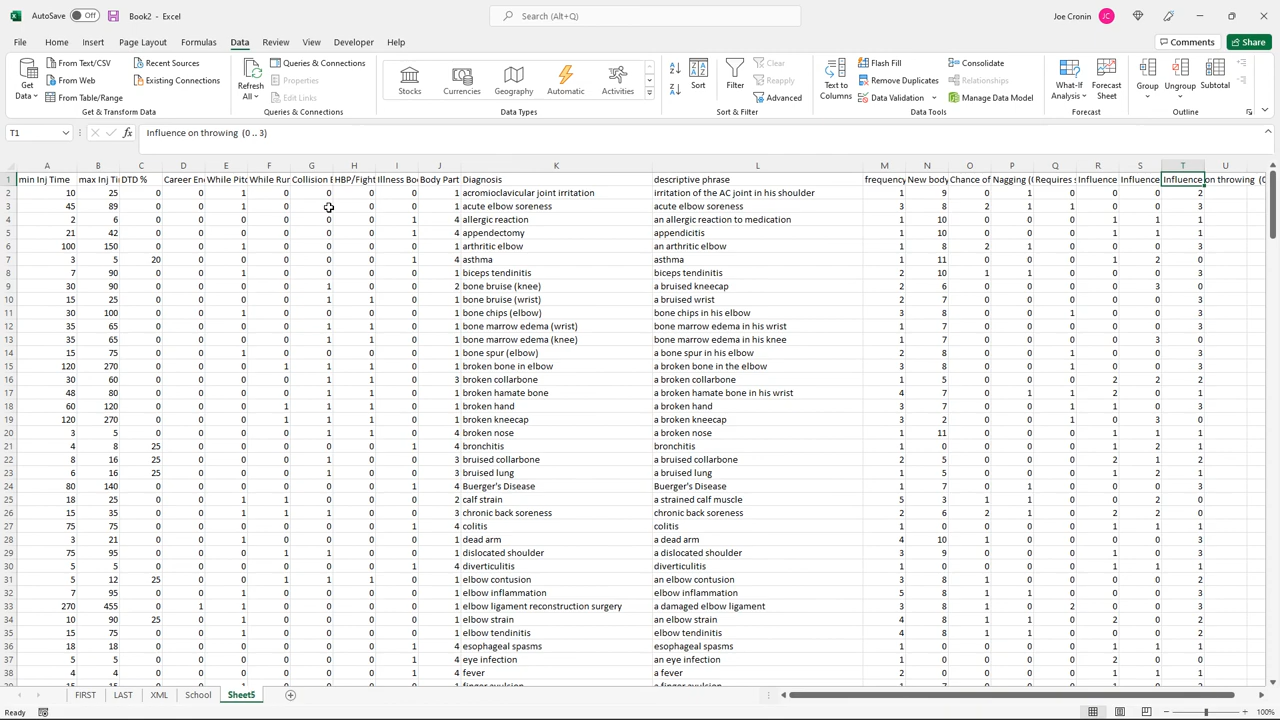 AutoSave Off Book2 - Excel Search (Alt+Q) Joe Cronin JC
File Home Insert Page Layout Formulas Data Review View Developer Help Comments Share
Get Data From Text/CSV From Web From Table/Range Recent Sources Existing Connections Refresh All Queries & Connections Properties Edit Links Stocks Currencies Geography Automatic Activities Sort Filter Clear Reapply Advanced Text to Columns Flash Fill Remove Duplicates Data Validation Consolidate Relationships Manage Data Model What-If Analysis Forecast Sheet Group Ungroup Subtotal
Get & Transform Data Queries & Connections Data Types Sort & Filter Data Tools Forecast Outline
T1 fx Influence on throwing (0 .. 3)
A B C D E F G H I J K L M N O P Q R S T U
1 min Inj Time max Inj Ti DTD % Career En While Pitc While Run Collision E HBP/Fight Illness Boc Body Part Diagnosis descriptive phrase frequency New body Chance of Nagging (0 Requires Influence Influence Influence on throwing (0
2 10 25 0 0 1 0 0 0 0 1 acromioclavicular joint irritation irritation of the AC joint in his shoulder 1 9 0 1 0 0 0 2
3 45 89 0 0 1 0 0 0 0 1 acute elbow soreness acute elbow soreness 3 8 2 1 1 0 0 3
4 2 6 0 0 0 0 0 0 1 4 allergic reaction an allergic reaction to medication 1 10 0 0 0 1 1 1
5 21 42 0 0 0 0 0 0 1 4 appendectomy appendicitis 0 10 0 0 0 1 1 1
6 100 150 0 0 1 0 0 0 0 1 arthritic elbow an arthritic elbow 1 8 2 1 0 0 0 3
7 3 5 20 0 0 0 0 0 1 4 asthma asthma 1 11 0 0 0 1 2 0
8 7 90 0 0 1 0 0 0 0 1 biceps tendinitis biceps tendinitis 2 10 1 1 0 0 0 3
9 30 90 0 0 0 0 1 0 0 2 bone bruise (knee) a bruised kneecap 2 6 0 0 0 0 3 0
10 15 25 0 0 0 0 1 1 0 1 bone bruise (wrist) a bruised wrist 2 7 0 0 0 0 0 3
11 30 100 0 0 1 0 0 0 0 1 bone chips (elbow) bone chips in his elbow 3 8 0 0 1 0 0 3
12 35 65 0 0 0 0 1 1 0 1 bone marrow edema (wrist) bone marrow edema in his wrist 1 7 0 0 0 0 0 3
13 35 65 0 0 0 0 1 1 0 1 bone marrow edema (knee) bone marrow edema in his knee 1 7 0 0 0 0 3 0
14 15 75 0 0 1 0 0 0 0 1 bone spur (elbow) a bone spur in his elbow 2 8 0 0 1 0 0 3
15 120 270 0 0 0 1 1 1 0 1 broken bone in elbow a broken bone in the elbow 3 8 0 0 1 0 0 3
16 30 60 0 0 0 0 1 1 0 3 broken collarbone a broken collarbone 1 5 0 0 0 2 2 2
17 48 80 0 0 0 0 1 1 0 1 broken hamate bone a broken hamate bone in his wrist 4 7 0 1 1 2 0 1
18 60 120 0 0 0 1 1 1 0 1 broken hand a broken hand 3 7 0 0 1 1 0 3
19 120 270 0 0 0 1 1 1 0 1 broken kneecap a broken kneecap 3 2 0 0 1 0 3 0
20 3 5 0 0 0 0 1 1 0 4 broken nose a broken nose 1 11 0 0 0 1 1 1
21 4 8 25 0 0 0 0 0 1 4 bronchitis bronchitis 1 0 0 0 0 1 1 1
22 8 16 25 0 0 0 1 0 0 3 bruised collarbone a bruised collarbone 2 5 0 0 0 2 1 2
23 6 16 25 0 0 0 1 0 0 3 bruised lung a bruised lung 1 5 0 0 0 1 2 1
24 80 140 0 0 0 0 0 0 1 4 Buerger's Disease Buerger's Disease 1 7 1 0 0 0 0 3
25 18 25 0 0 1 1 0 0 0 2 calf strain a strained calf muscle 5 3 1 1 0 0 2 0
26 15 35 0 0 1 1 0 0 0 3 chronic back soreness chronic back soreness 2 6 2 1 0 0 2 0
27 75 75 0 0 0 0 0 0 1 4 colitis colitis 1 0 0 0 0 1 1 1
28 3 21 0 0 1 0 0 0 0 1 dead arm a dead arm 4 10 1 0 0 0 0 3
29 75 95 0 0 0 1 1 0 0 1 dislocated shoulder a dislocated shoulder 3 9 0 0 0 1 0 3
30 5 5 0 0 0 0 0 0 1 4 diverticulitis diverticulitis 1 0 0 0 0 1 1 1
31 5 12 25 0 0 1 1 1 0 1 elbow contusion an elbow contusion 3 8 1 0 0 0 0 3
32 7 95 0 0 1 0 0 0 0 1 elbow inflammation elbow inflammation 5 8 1 1 0 0 0 3
33 270 455 0 1 1 0 0 0 0 1 elbow ligament reconstruction surgery a damaged elbow ligament 3 8 1 0 2 0 0 3
34 10 90 25 0 1 0 0 0 0 1 elbow strain an elbow strain 4 8 1 1 0 2 0 2
35 15 75 0 0 1 0 0 0 0 1 elbow tendinitis elbow tendinitis 4 8 1 1 0 0 0 2
36 18 18 0 0 0 0 0 0 1 4 esophageal spasms esophageal spasms 1 0 0 0 0 1 1 1
37 5 5 0 0 0 0 0 0 1 4 eye infection an eye infection 1 0 0 0 0 2 0 0
38 4 4 0 0 0 0 0 0 1 4 fever a fever 2 0 0 0 0 1 1 1
FIRST LAST XML School Sheet5
Ready 100%